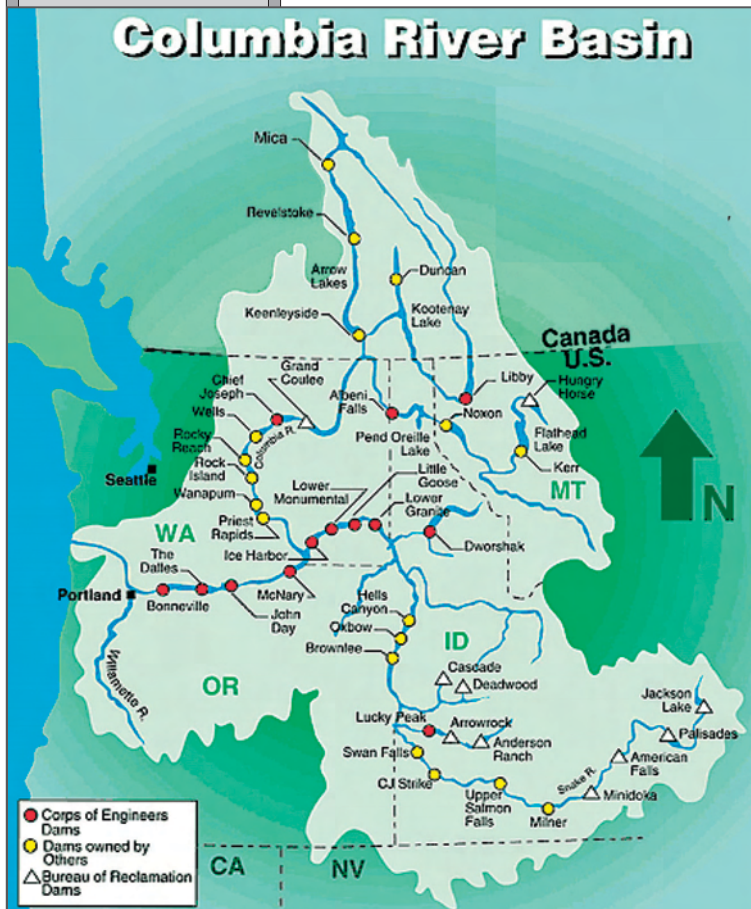 Columbia River Basin
Mica
Revelstoke
Arrow
Lakes
Duncan
Kootenay
Lake
Keenleyside
Canada
U.S.
Grand
Coulee
Chief
Joseph
Albeni
Falls
Libby
Hungry
Horse
Wells
Noxon
Columbia R.
Pend Oreille
Lake
Flathead
Lake
Rocky
Reach
Kerr
Seattle
Rock
Island
Little
Goose
Lower
Monumental
Lower
Granite
MT
N
Wanapum
WA
Priest
Rapids
Ice Harbor
Dworshak
The
Dalles
Portland
Bonneville
McNary
John
Day
Hells
Canyon
Oxbow
Brownlee
ID
Willamette R.
OR
Cascade
Deadwood
Jackson
Lake
Lucky Peak
Arrowrock
Palisades
Anderson
Ranch
American
Falls
Swan Falls
CJ Strike
Snake R.
Upper
Salmon
Falls
Minidoka
Milner
Corps of Engineers
Dams
Dams owned by
Others
Bureau of Reclamation
Dams
CA
NV